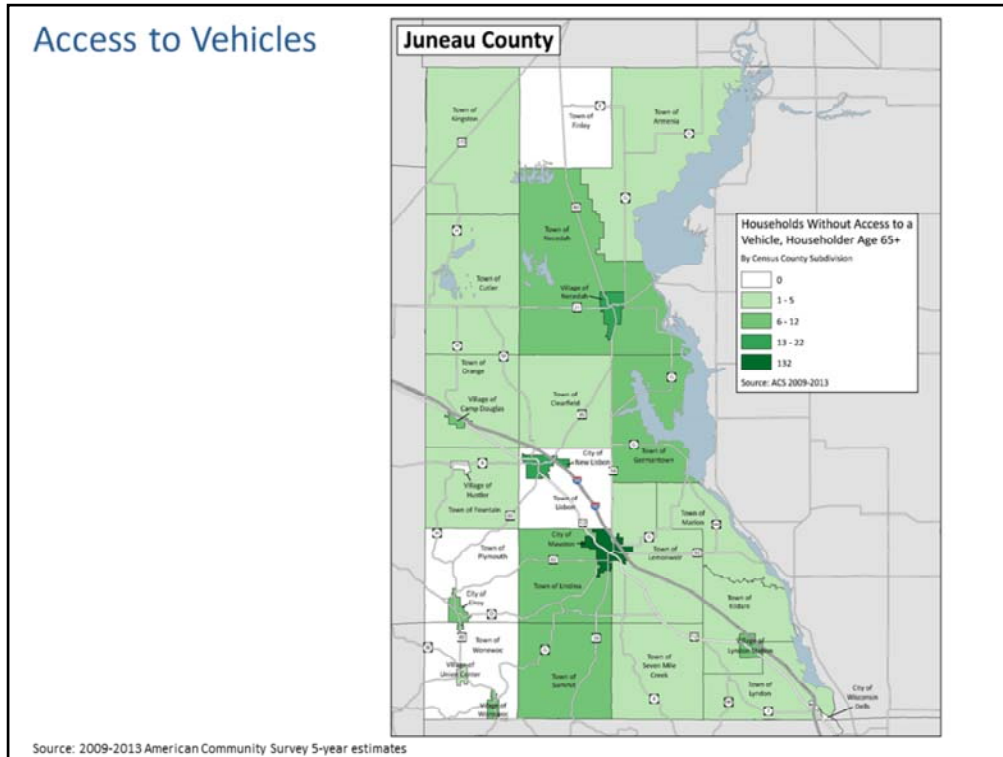 Access to Vehicles
Juneau County
Town of
Kingston
Town of
Finley
Town of
Armenia
Town of
Necedah
Town of
Cutler
Village of
Necedah
Households Without Access to a
Vehicle, Householder Age 65+
By Census County Subdivision
0
1 - 5
6 - 12
13 - 22
132
Source: ACS 2009-2013
Town of
Orange
Village of
Camp Douglas
Town of
Clearfield
Town of
Germantown
City of
New Lisbon
Village of
Hustler
Town of Fountain
Town of
Lisbon
Town of
Marion
City of
Mauston
Town of
Plymouth
Town of
Lemonweir
Town of Lindina
City of
Elroy
Town of
Kildare
Town of
Wonewoc
Village of
Lyndon Station
Village of
Union Center
Town of
Seven Mile
Creek
Town of
Summit
Town of
Lyndon
City of
Wisconsin
Dells
Village of
Wonewoc
Source: 2009-2013 American Community Survey 5-year estimates